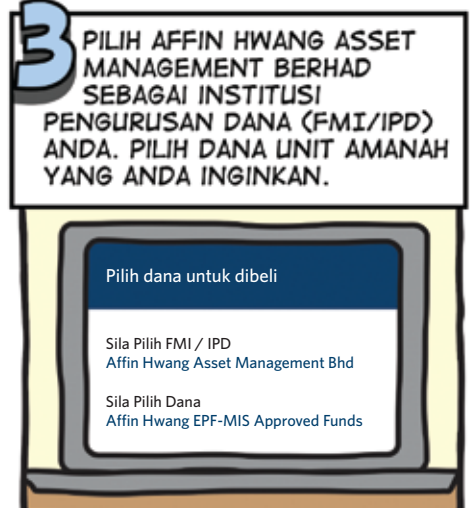 3
PILIH AFFIN HWANG ASSET
MANAGEMENT BERHAD
SEBAGAI INSTITUSI
PENGURUSAN DANA (FMI/IPD)
ANDA. PILIH DANA UNIT AMANAH
YANG ANDA INGINKAN.
Pilih dana untuk dibeli
Sila Pilih FMI / IPD
Affin Hwang Asset Management Bhd
Sila Pilih Dana
Affin Hwang EPF-MIS Approved Funds